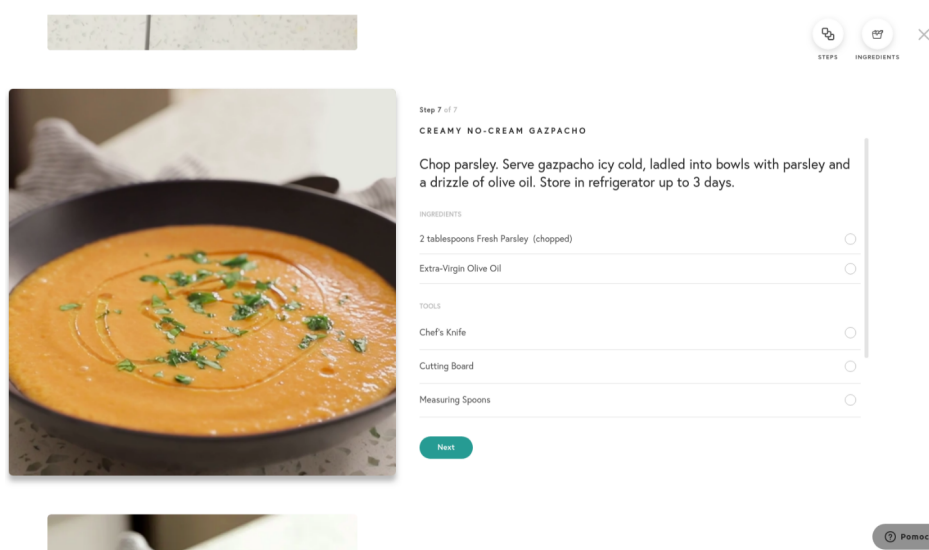 STEPS
INGREDIENTS
Step 7 of 7
CREAMY NO-CREAM GAZPACHO
Chop parsley. Serve gazpacho icy cold, ladled into bowls with parsley and
a drizzle of olive oil. Store in refrigerator up to 3 days.
INGREDIENTS
2 tablespoons Fresh Parsley (chopped)
Extra-Virgin Olive Oil
TOOLS
Chef's Knife
Cutting Board
Measuring Spoons
Next
Pomoc